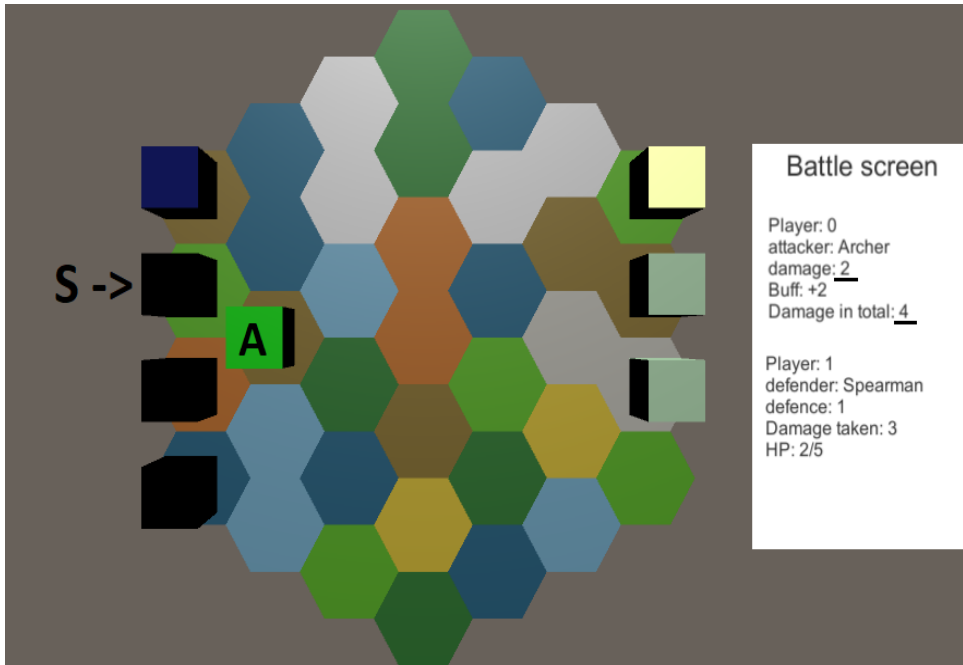 S ->
A
Battle screen
Player: 0
attacker: Archer
damage: 2
Buff: +2
Damage in total: 4
Player: 1
defender: Spearman
defence: 1
Damage taken: 3
HP: 2/5